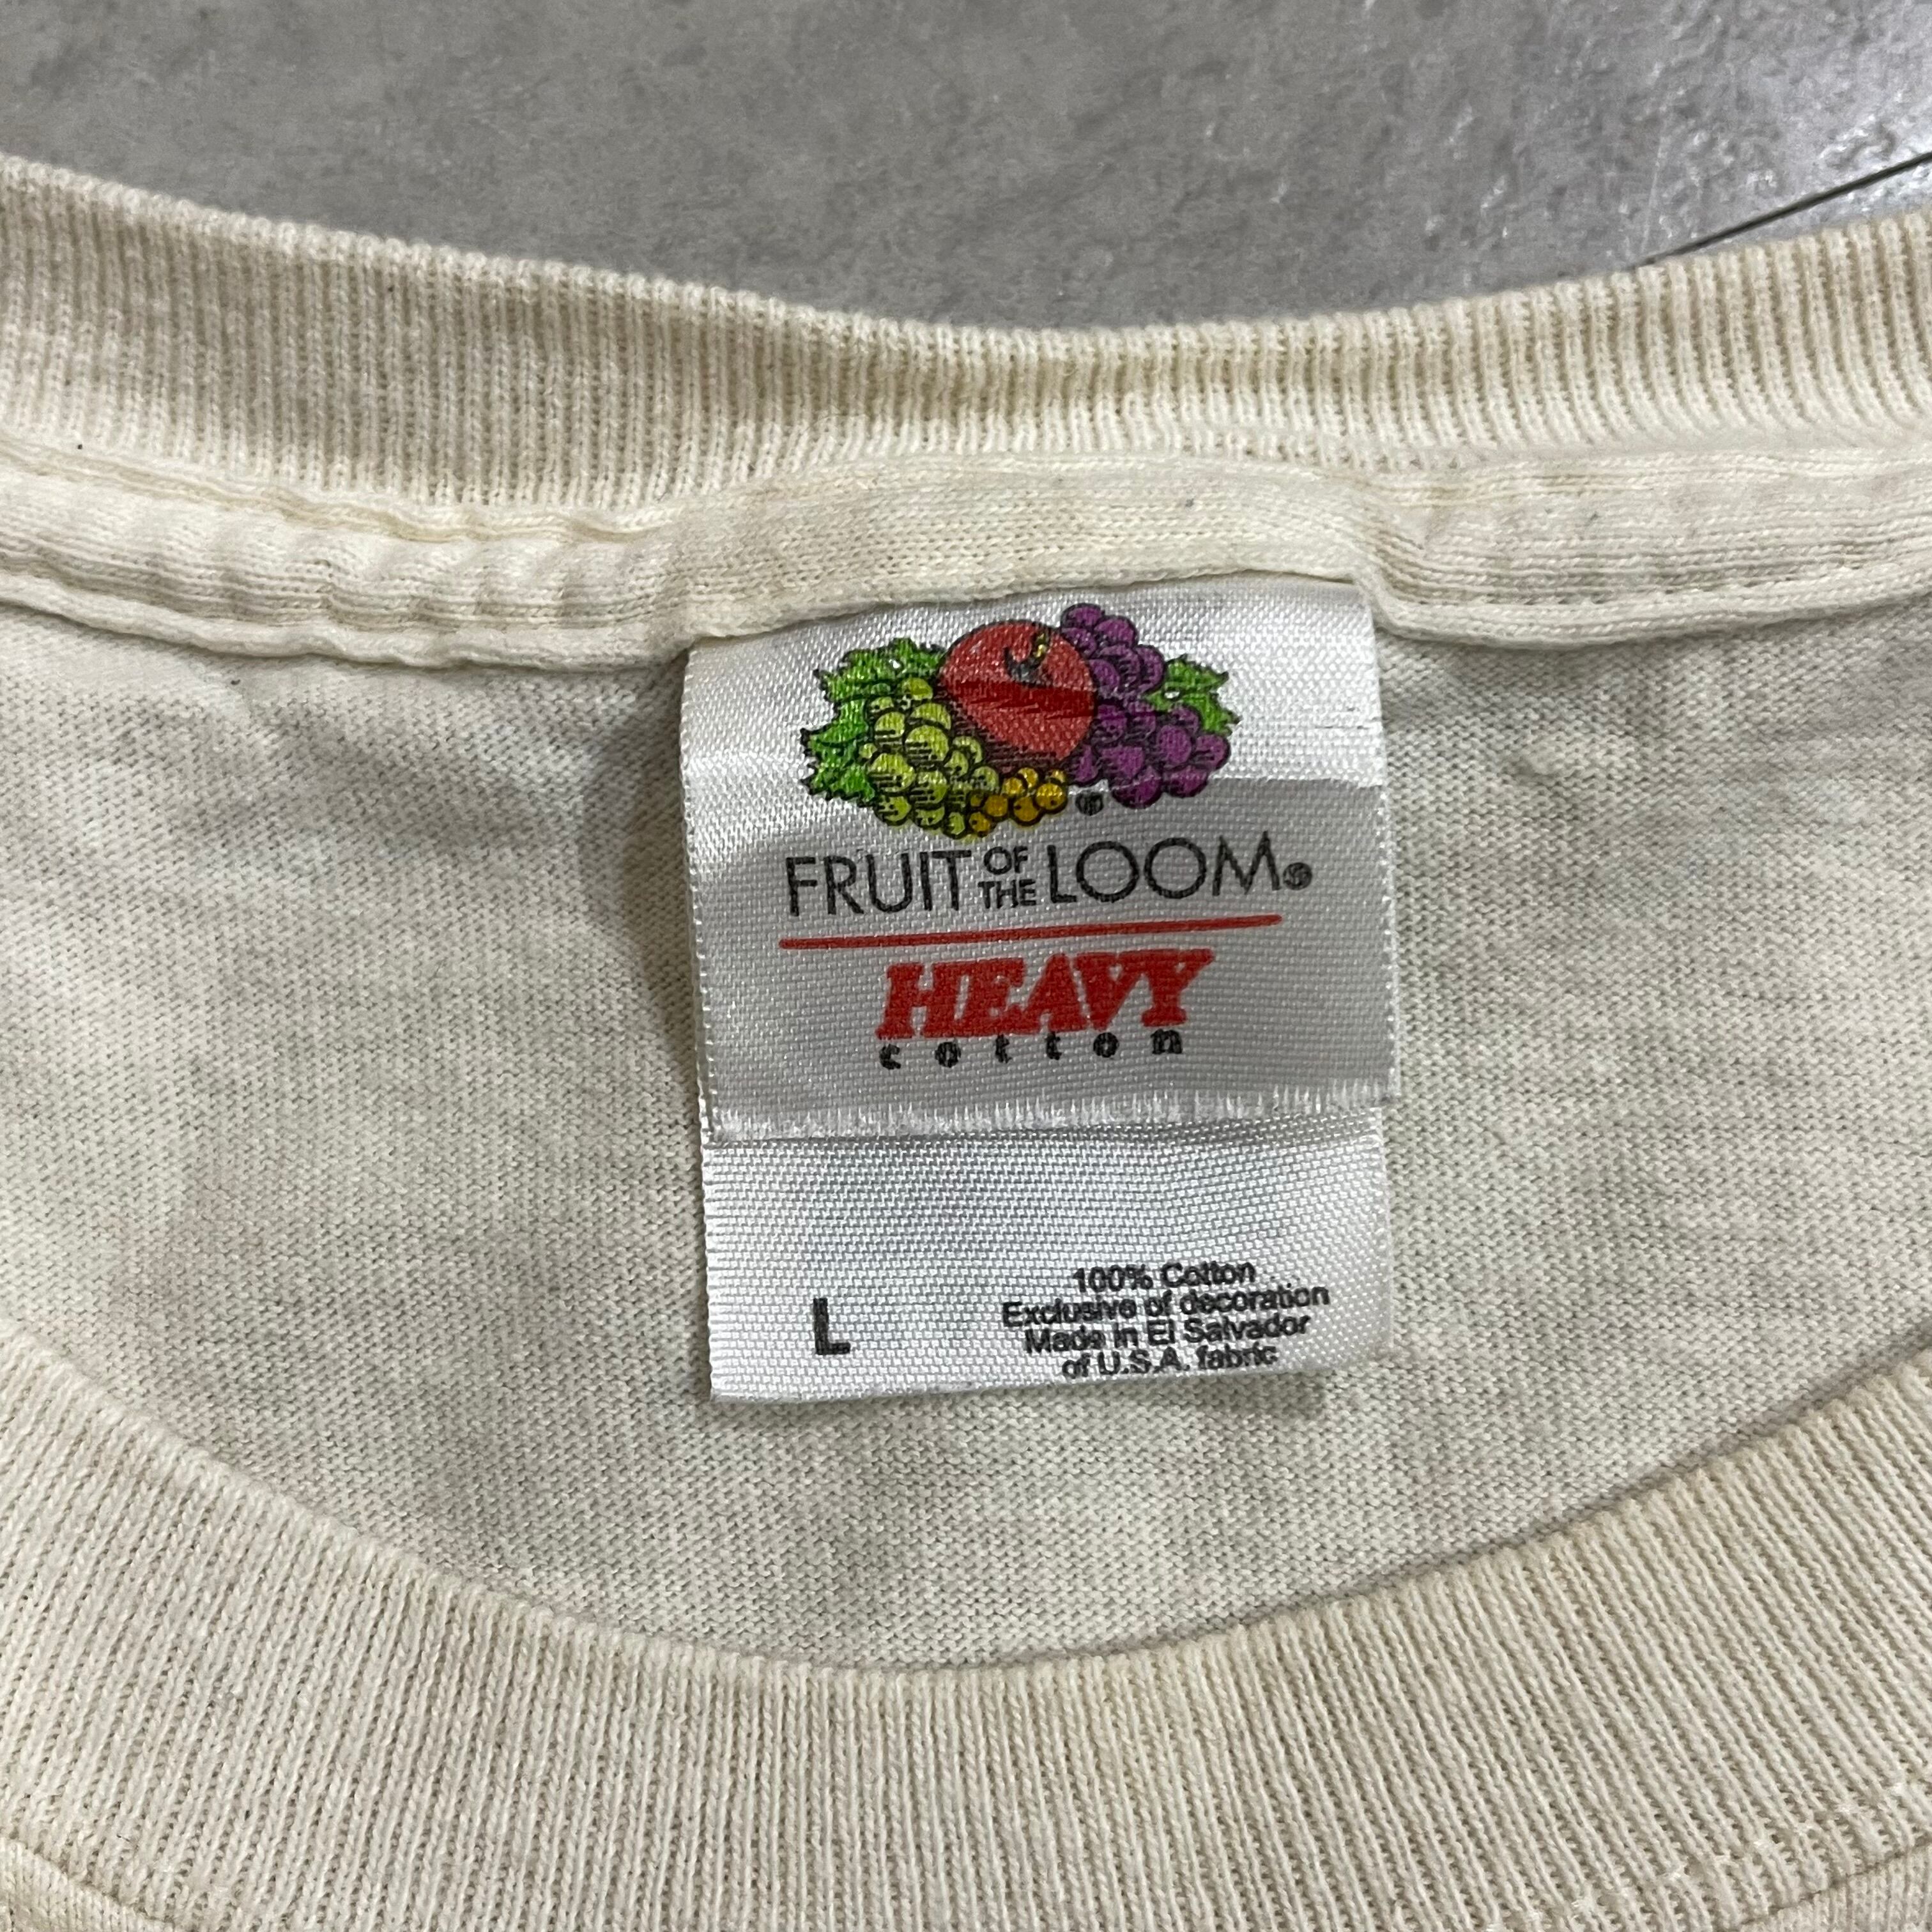 FRUIT OF THE LOOM®
HEAVY
cotton
L
100% Cotton
Exclusive of decoration
Made in El Salvador
of U.S.A. fabric